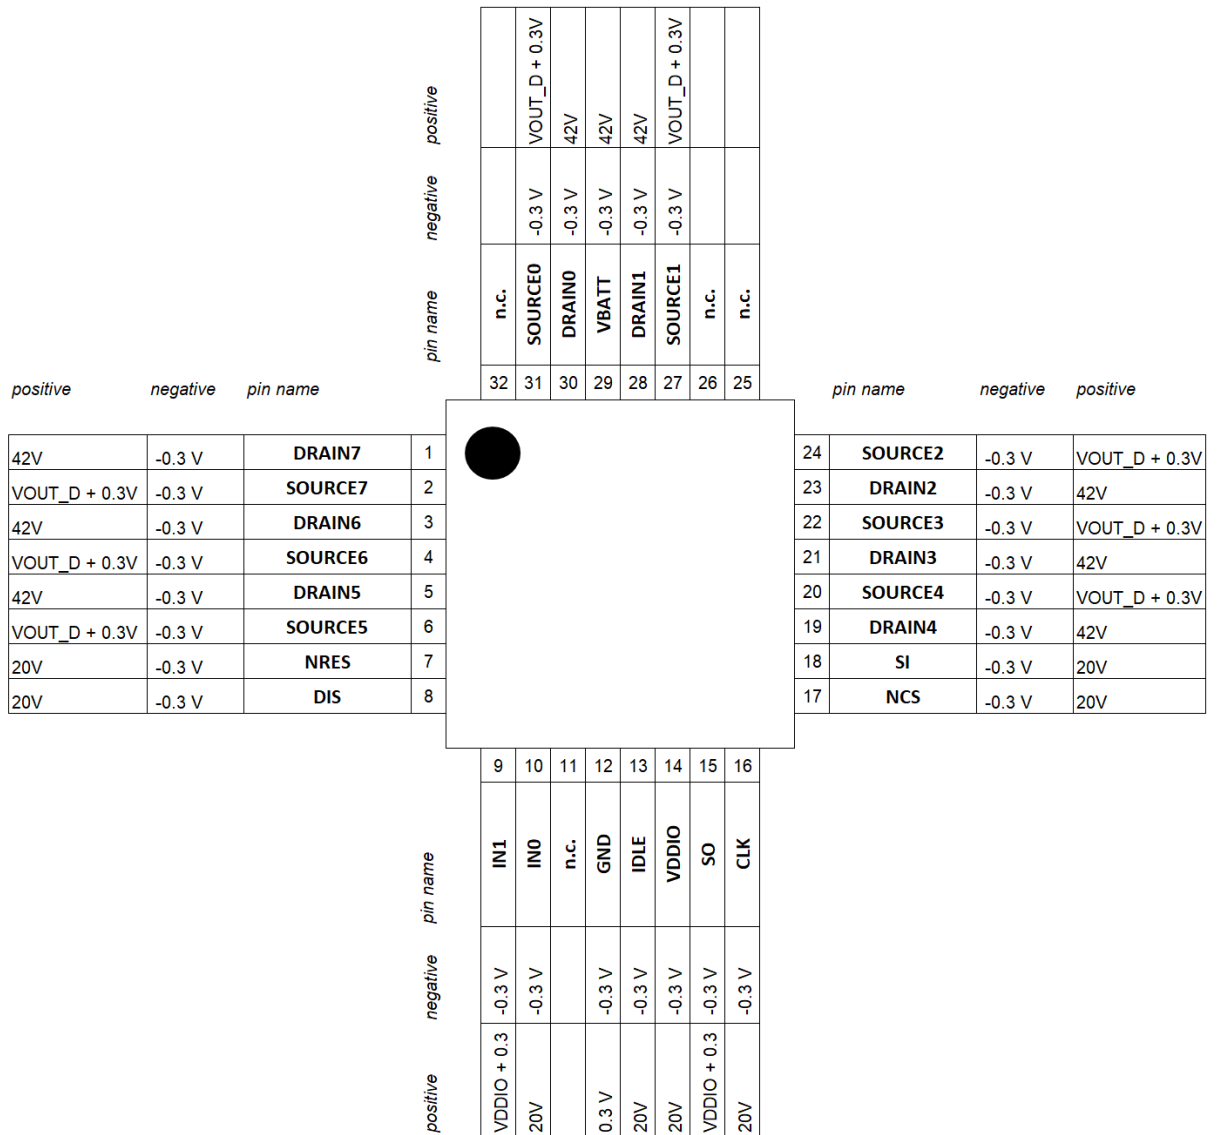 positive
VOUT_D + 0.3V
42V
42V
42V
VOUT_D + 0.3V
negative
-0.3 V
-0.3 V
-0.3 V
-0.3 V
-0.3 V
pin name
n.c.
SOURCE0
DRAIN0
VBATT
DRAIN1
SOURCE1
n.c.
n.c.
32 31 30 29 28 27 26 25
positive negative pin name
42V -0.3 V DRAIN7 1
VOUT_D + 0.3V -0.3 V SOURCE7 2
42V -0.3 V DRAIN6 3
VOUT_D + 0.3V -0.3 V SOURCE6 4
42V -0.3 V DRAIN5 5
VOUT_D + 0.3V -0.3 V SOURCE5 6
20V -0.3 V NRES 7
20V -0.3 V DIS 8
pin name negative positive
24 SOURCE2 -0.3 V VOUT_D + 0.3V
23 DRAIN2 -0.3 V 42V
22 SOURCE3 -0.3 V VOUT_D + 0.3V
21 DRAIN3 -0.3 V 42V
20 SOURCE4 -0.3 V VOUT_D + 0.3V
19 DRAIN4 -0.3 V 42V
18 SI -0.3 V 20V
17 NCS -0.3 V 20V
9 10 11 12 13 14 15 16
pin name
IN1
IN0
n.c.
GND
IDLE
VDDIO
SO
CLK
negative
-0.3 V
-0.3 V
-0.3 V
-0.3 V
-0.3 V
-0.3 V
-0.3 V
positive
VDDIO + 0.3
20V
0.3 V
20V
20V
VDDIO + 0.3
20V